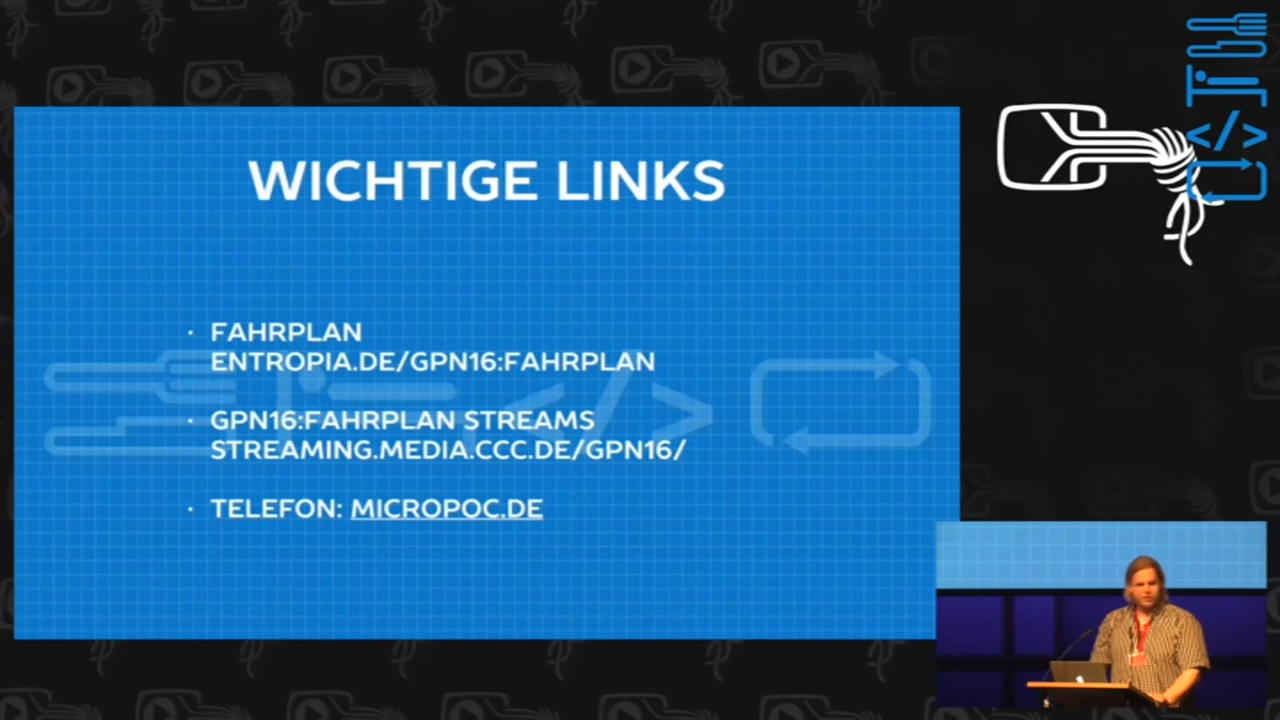 WICHTIGE LINKS
· FAHRPLAN
ENTROPIA.DE/GPN16:FAHRPLAN
· GPN16:FAHRPLAN STREAMS
STREAMING.MEDIA.CCC.DE/GPN16/
· TELEFON: MICROPOC.DE